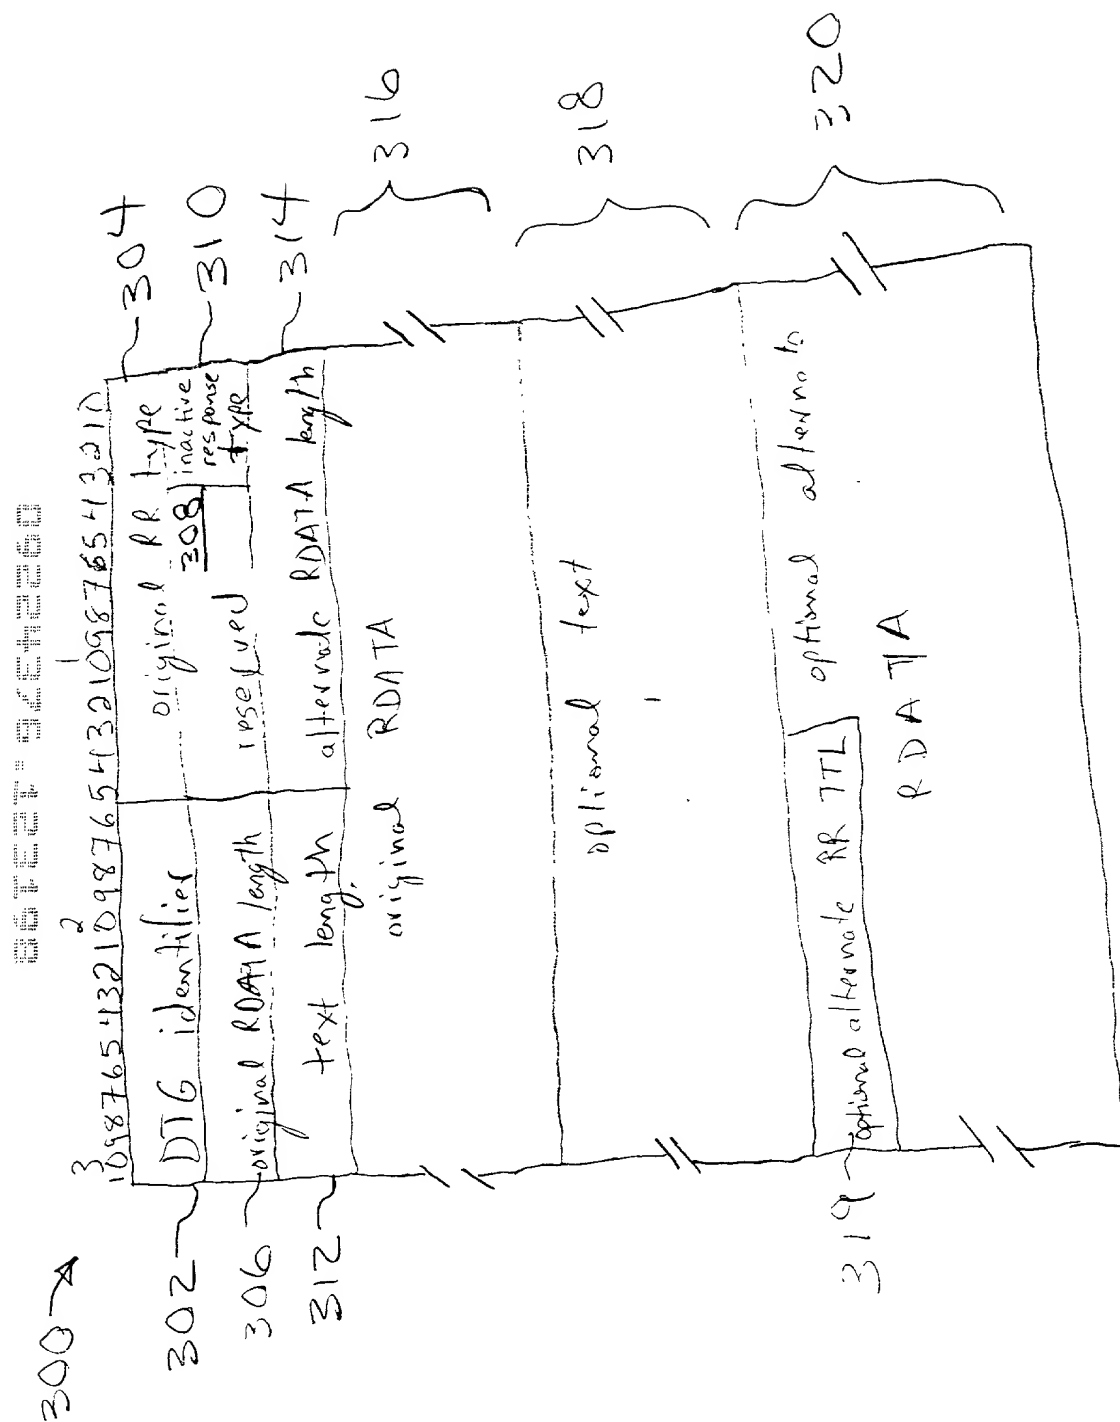 300
3 2 1
10987654321098765432109876543210
302 DTG identifier original RR type 304
306 original RDATA length reserved 308 inactive response type 310
312 text length alternate RDATA length 314
original RDATA 316
optional text 318
319 optional alternate RR TTL optional alternate
RDATA 320